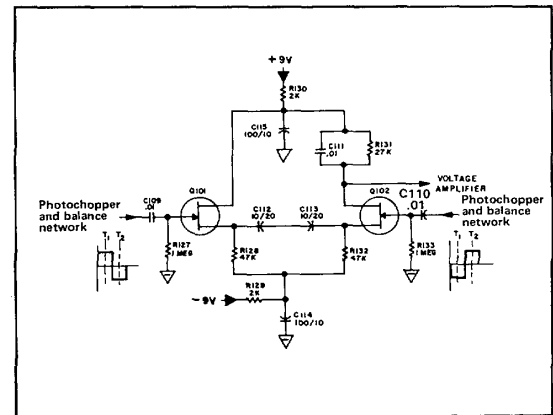 +9V
R130
2K
C115
100/10
C111
.01
R131
27K
VOLTAGE
AMPLIFIER
C110
.01
Photochopper
and balance
network
Photochopper
and balance
network
C109
.01
Q101
Q102
C112
10/20
C113
10/20
T1 T2
R127
1 MEG
R128
47K
R132
47K
R133
1 MEG
T1 T2
-9V
R129
2K
C114
100/10